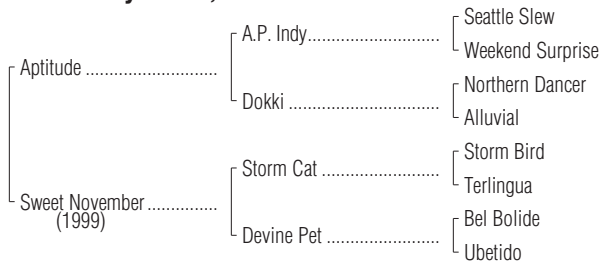 Seattle Slew
A.P. Indy
Weekend Surprise
Aptitude
Northern Dancer
Dokki
Alluvial
Storm Bird
Storm Cat
Terlingua
Sweet November
(1999)
Bel Bolide
Devine Pet
Ubetido